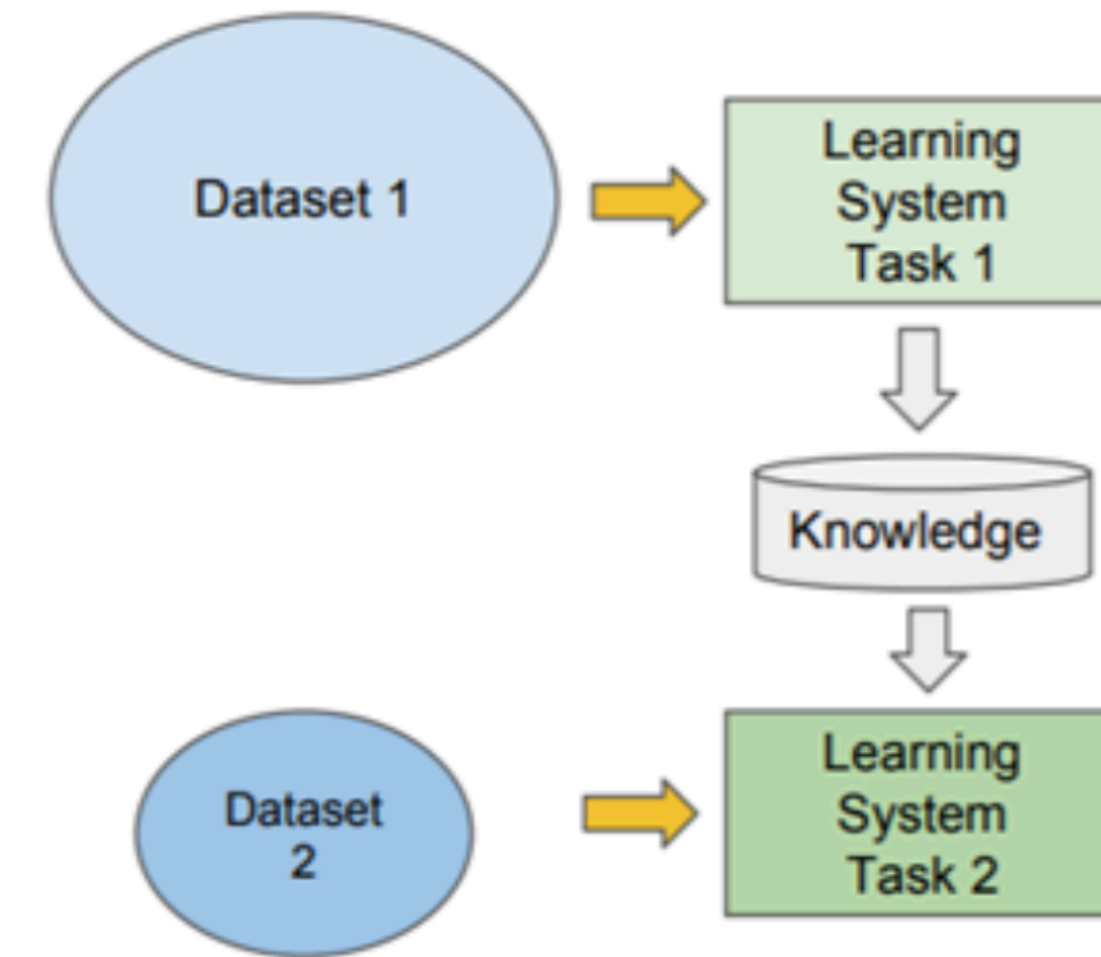 Dataset 1
Learning
System
Task 1
Knowledge
Dataset
2
Learning
System
Task 2